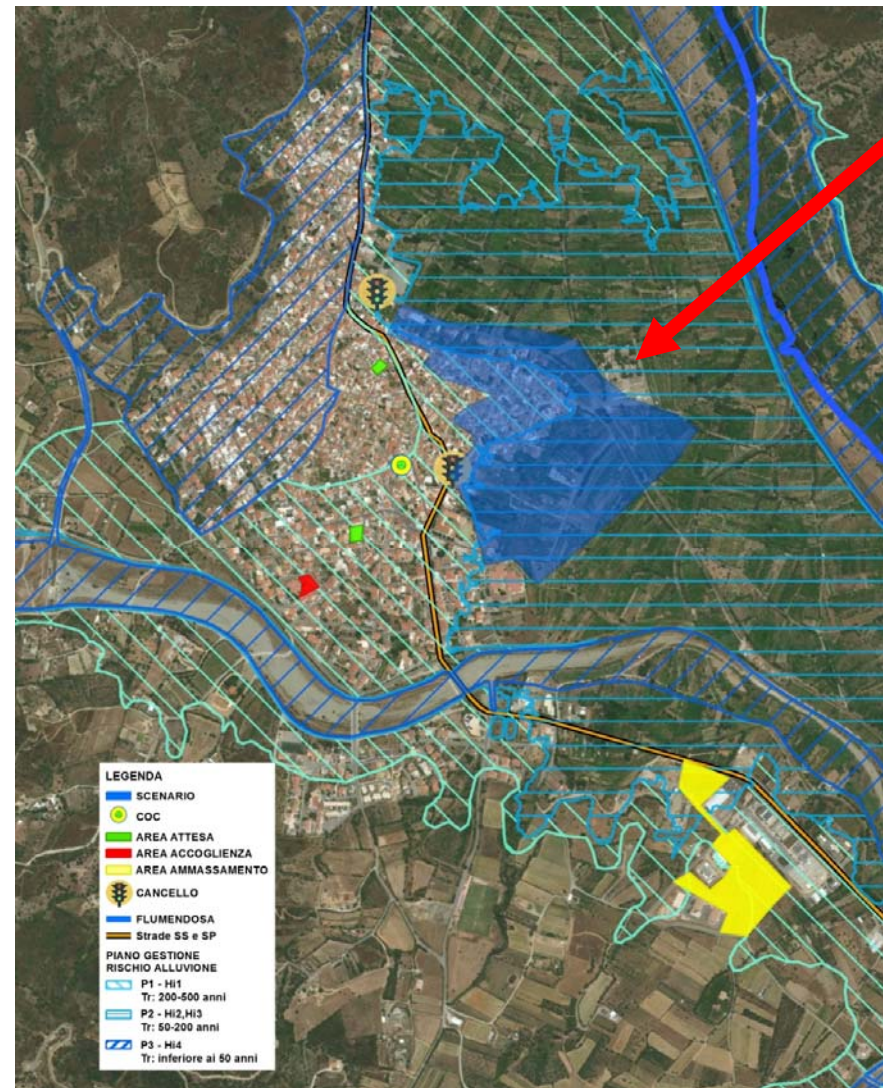 LEGENDA
SCENARIO
COC
AREA ATTESA
AREA ACCOGLIENZA
AREA AMMASSAMENTO
CANCELLO
FLUMENDOSA
Strade SS e SP
PIANO GESTIONE
RISCHIO ALLUVIONE
P1 - Hi1
Tr: 200-500 anni
P2 - Hi2,Hi3
Tr: 50-200 anni
P3 - Hi4
Tr: inferiore ai 50 anni